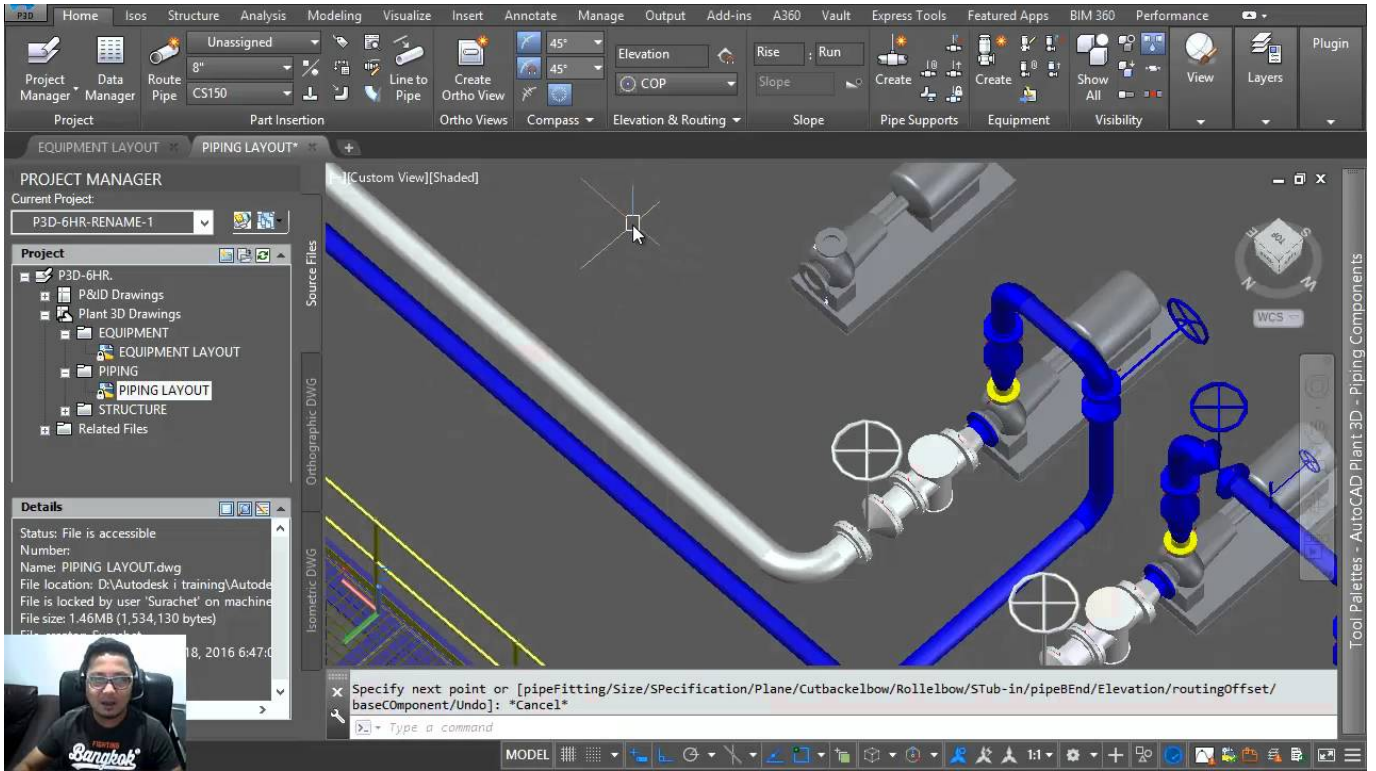 P3D
Home Isos Structure Analysis Modeling Visualize Insert Annotate Manage Output Add-ins A360 Vault Express Tools Featured Apps BIM 360 Performance
Unassigned
8"
CS150
Project Manager
Data Manager
Route Pipe
Line to Pipe
Create Ortho View
45°
45°
Elevation
COP
Rise : Run
Slope
Create
Create
Show All
View
Layers
Plugin
Project Part Insertion Ortho Views Compass Elevation & Routing Slope Pipe Supports Equipment Visibility
EQUIPMENT LAYOUT PIPING LAYOUT* +
PROJECT MANAGER
Current Project:
P3D-6HR-RENAME-1
Project
P3D-6HR.
P&ID Drawings
Plant 3D Drawings
EQUIPMENT
EQUIPMENT LAYOUT
PIPING
PIPING LAYOUT
STRUCTURE
Related Files
Source Files
Orthographic DWG
Isometric DWG
Details
Status: File is accessible
Number:
Name: PIPING LAYOUT.dwg
File location: D:\Autodesk i training\Autode
File is locked by user 'Surachet' on machine
File size: 1.46MB (1,534,130 bytes)
18, 2016 6:47:0
FIGHTING
Bangkok
[–][Custom View][Shaded]
TOP
E
S
N
W
WCS
Tool Palettes - AutoCAD Plant 3D - Piping Components
Specify next point or [pipeFitting/Size/SPecification/Plane/Cutbackelbow/Rollelbow/STub-in/pipeBEnd/Elevation/routingOffset/
baseCOmponent/Undo]: *Cancel*
Type a command
MODEL 1:1